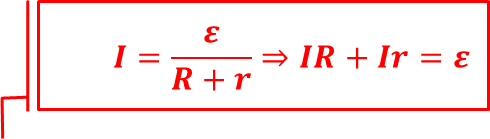 I = ε / (R + r) ⇒ IR + Ir = ε